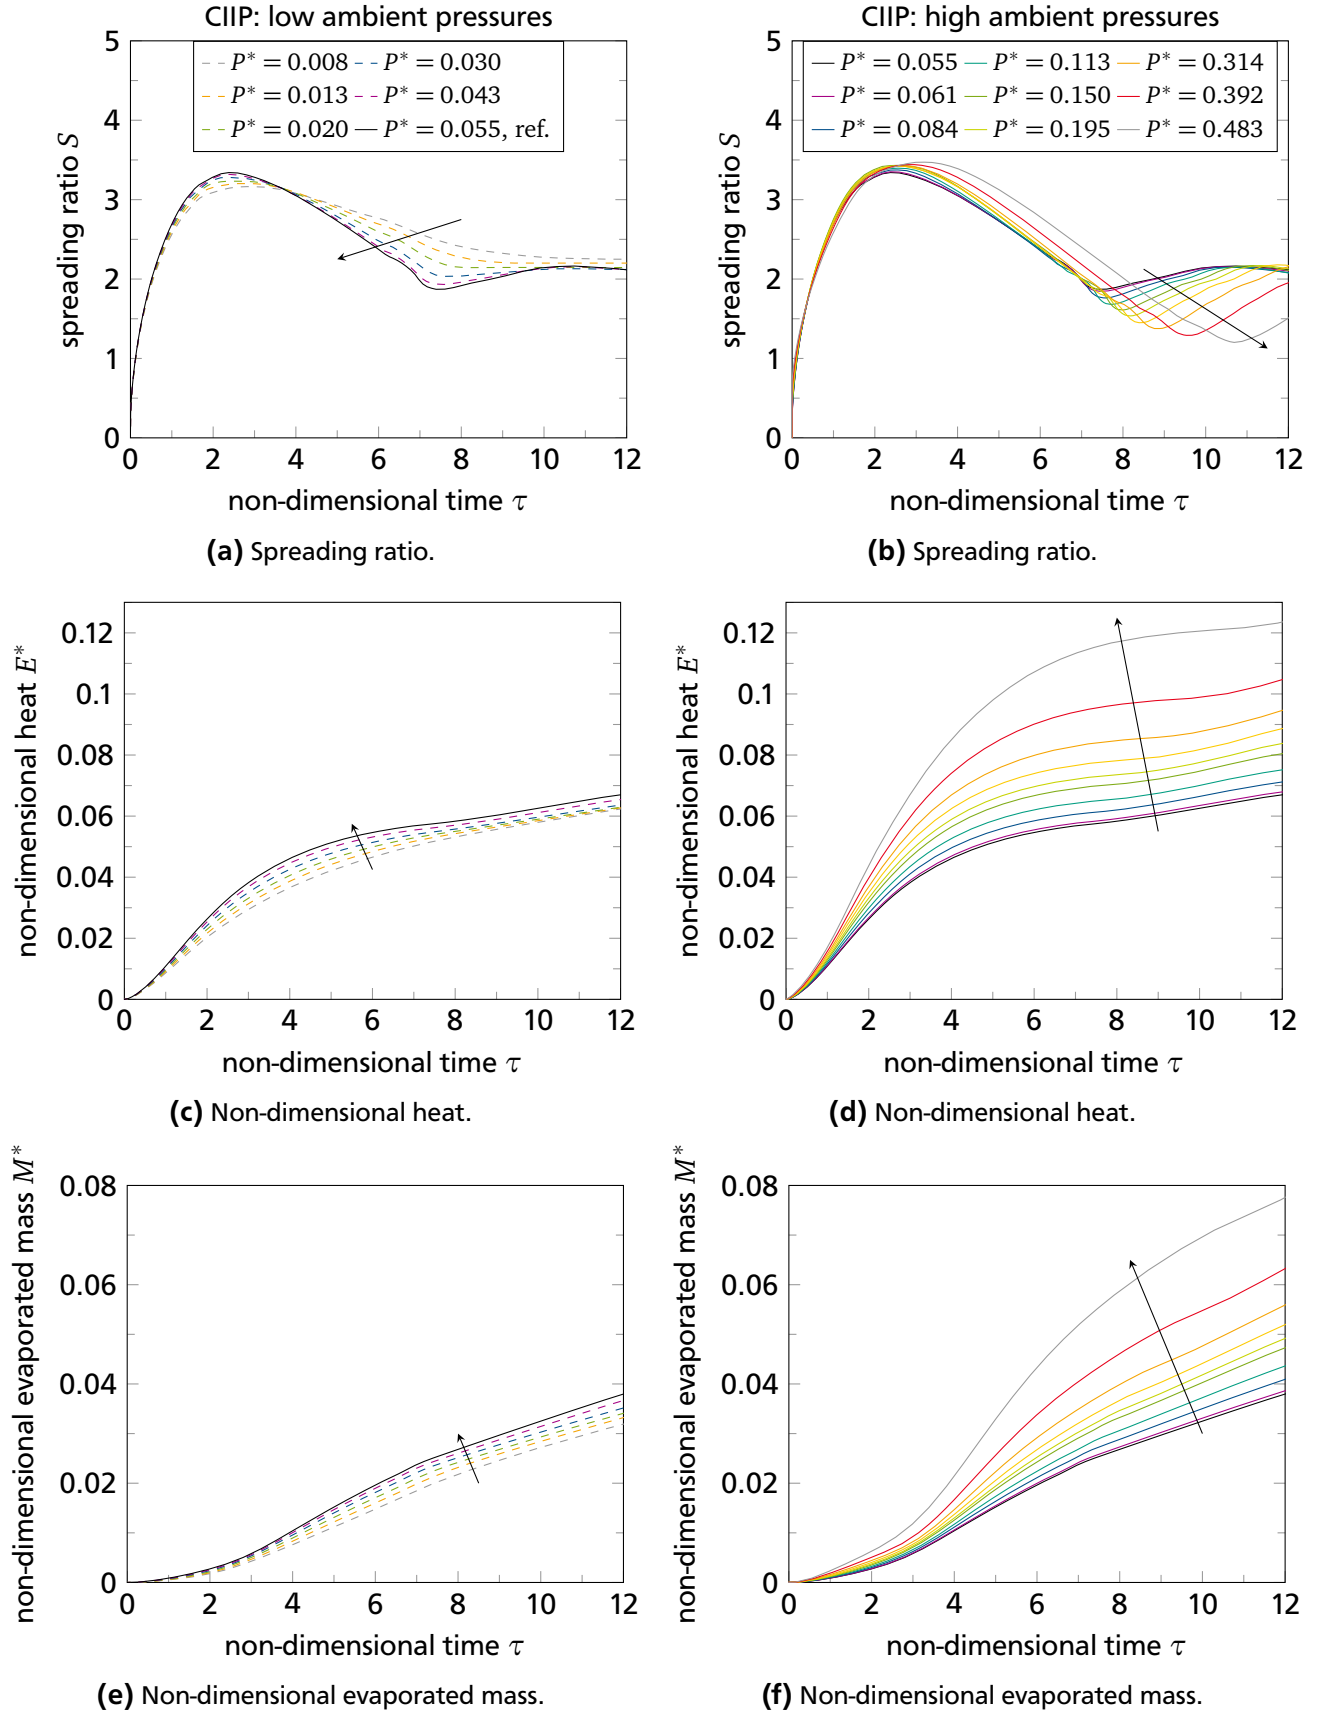 CIIP: low ambient pressures
5
4
3
2
1
0
P* = 0.008 P* = 0.030
P* = 0.013 P* = 0.043
P* = 0.020 P* = 0.055, ref.
spreading ratio S
0 2 4 6 8 10 12
non-dimensional time τ
(a) Spreading ratio.
CIIP: high ambient pressures
5
4
3
2
1
0
P* = 0.055 P* = 0.113 P* = 0.314
P* = 0.061 P* = 0.150 P* = 0.392
P* = 0.084 P* = 0.195 P* = 0.483
spreading ratio S
0 2 4 6 8 10 12
non-dimensional time τ
(b) Spreading ratio.
0.12
0.1
0.08
0.06
0.04
0.02
0
non-dimensional heat E*
0 2 4 6 8 10 12
non-dimensional time τ
(c) Non-dimensional heat.
0.12
0.1
0.08
0.06
0.04
0.02
0
non-dimensional heat E*
0 2 4 6 8 10 12
non-dimensional time τ
(d) Non-dimensional heat.
0.08
0.06
0.04
0.02
0
non-dimensional evaporated mass M*
0 2 4 6 8 10 12
non-dimensional time τ
(e) Non-dimensional evaporated mass.
0.08
0.06
0.04
0.02
0
non-dimensional evaporated mass M*
0 2 4 6 8 10 12
non-dimensional time τ
(f) Non-dimensional evaporated mass.